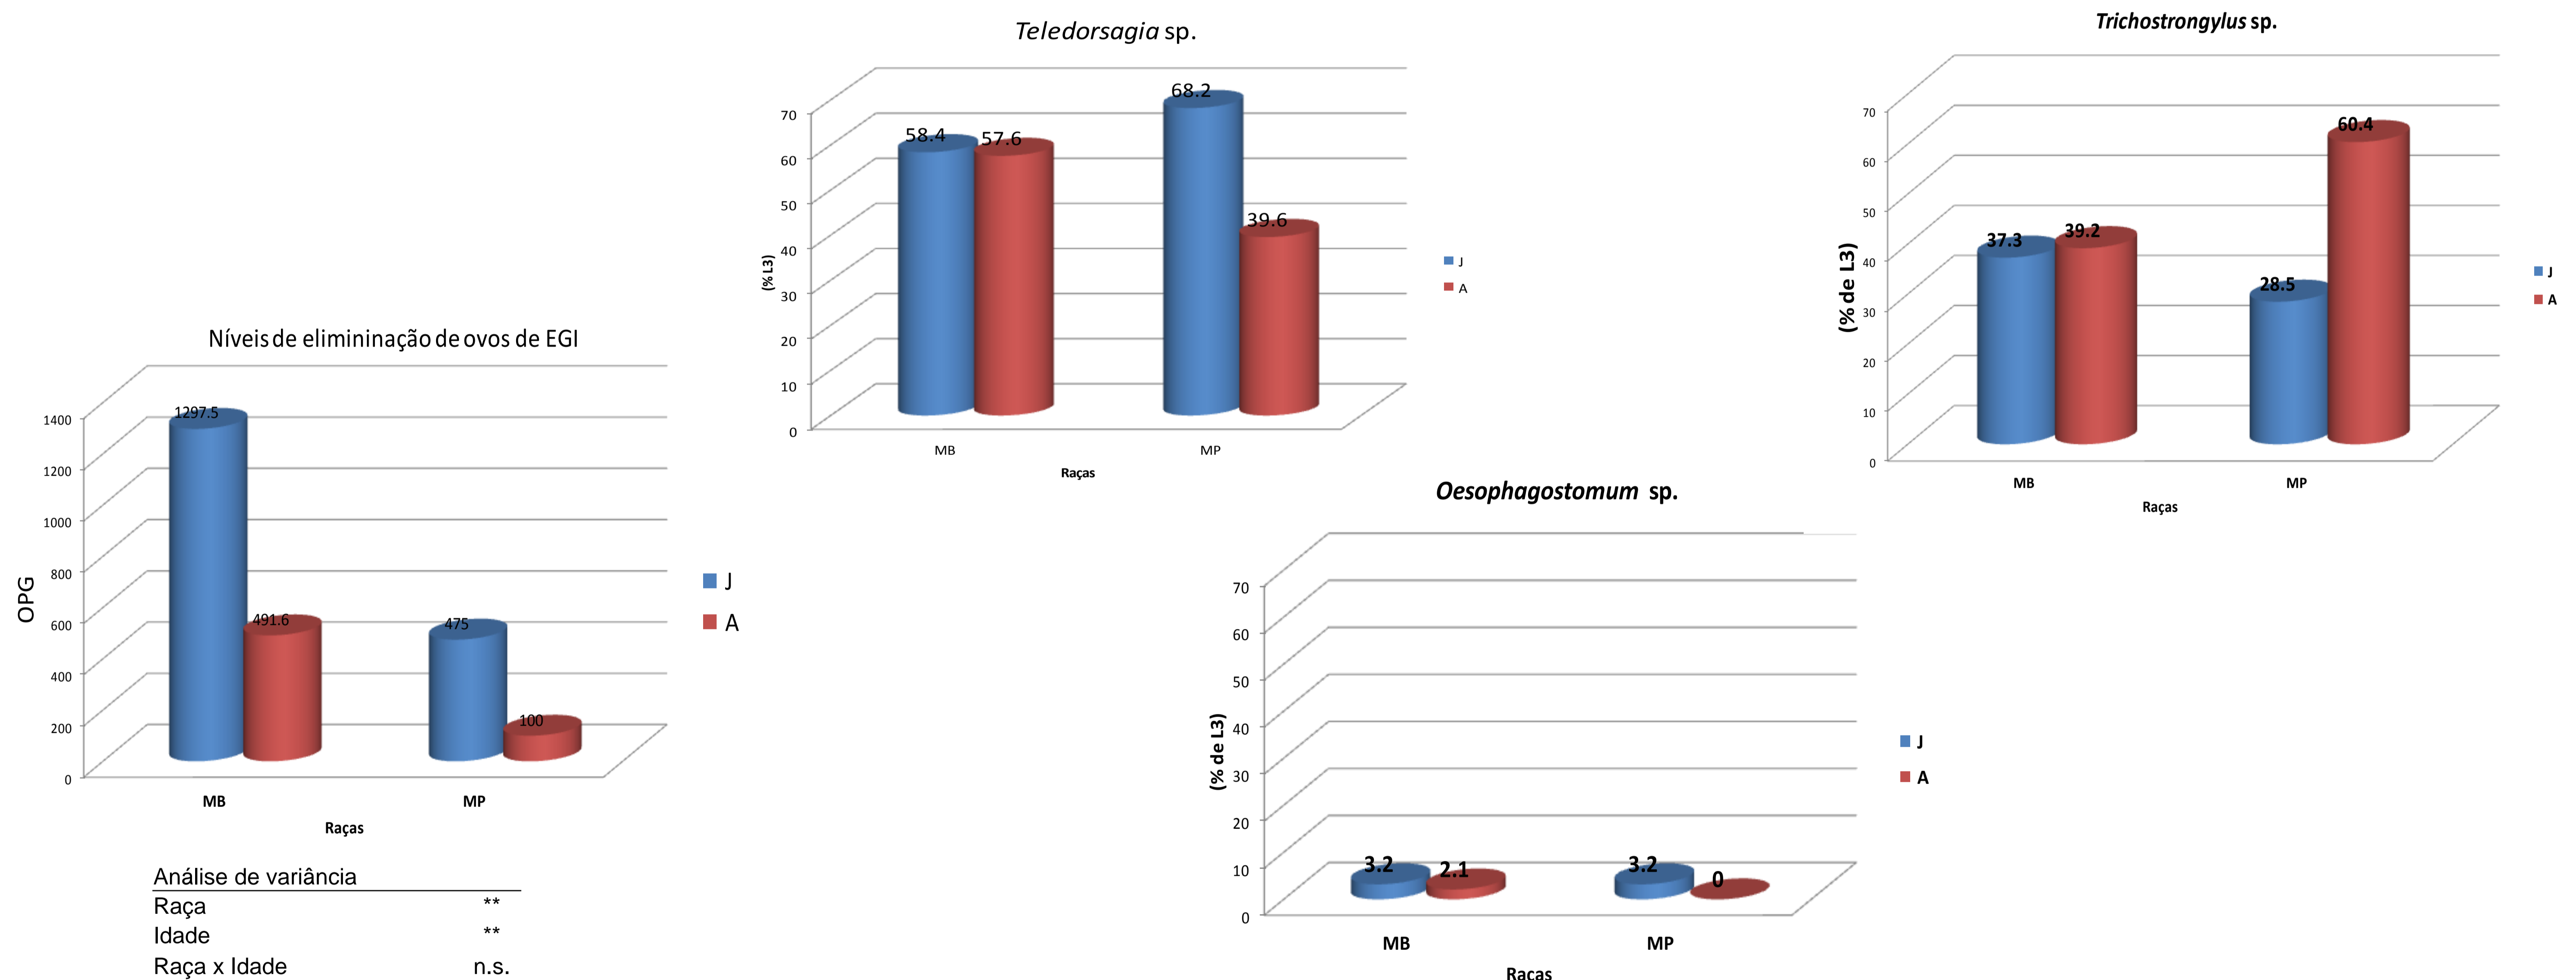 Teledorsagia sp.
70
60
50
40
30
20
10
0
(% L3)
58.4
57.6
68.2
39.6
MB
MP
Raças
J
A
Trichostrongylus sp.
70
60
50
40
30
20
10
0
(% de L3)
37.3
39.2
28.5
60.4
MB
MP
Raças
J
A
Níveis de elimininação de ovos de EGI
1400
1200
1000
800
600
400
200
0
OPG
1297.5
491.6
475
100
MB
MP
Raças
J
A
Oesophagostomum sp.
70
60
50
40
30
20
10
0
(% de L3)
3.2
2.1
3.2
0
MB
MP
Raças
J
A
Análise de variância
Raça **
Idade **
Raça x Idade n.s.